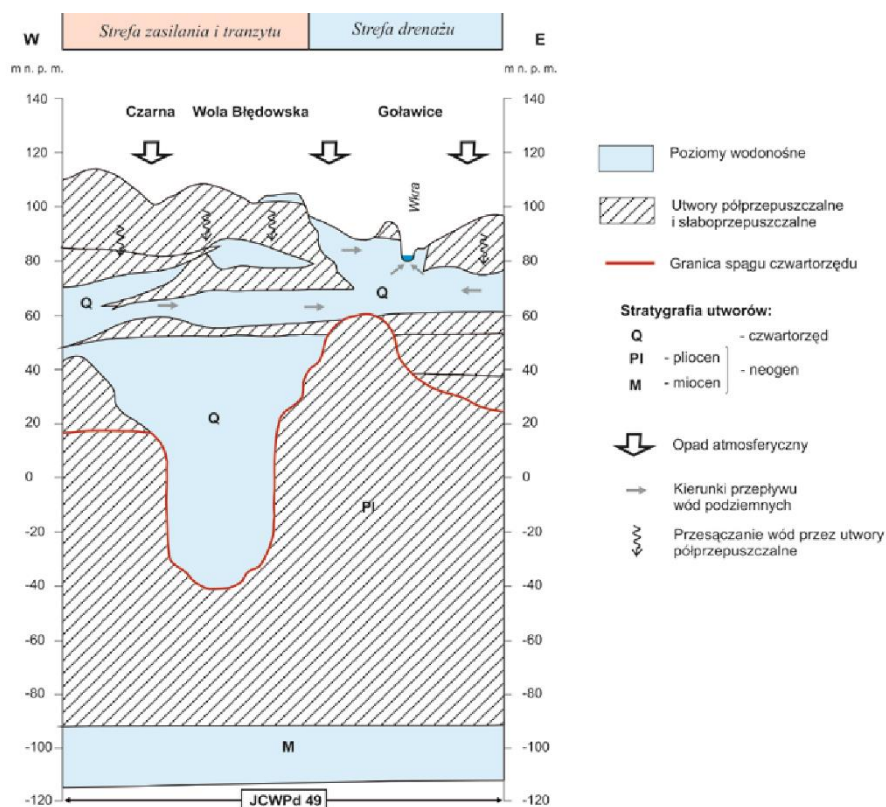 Strefa zasilania i tranzytu
Strefa drenażu
W
E
m n. p. m.
m n. p. m.
140
120
100
80
60
40
20
0
-20
-40
-60
-80
-100
-120
Czarna
Wola Błędowska
Goławice
Wkra
Q
Q
Q
Pl
M
140
120
100
80
60
40
20
0
-20
-40
-60
-80
-100
-120
JCWPd 49
Poziomy wodonośne
Utwory półprzepuszczalne
i słaboprzepuszczalne
Granica spągu czwartorzędu
Stratygrafia utworów:
Q - czwartorzęd
Pl - pliocen
M - miocen
- neogen
Opad atmosferyczny
Kierunki przepływu
wód podziemnych
Przesączanie wód przez utwory
półprzepuszczalne